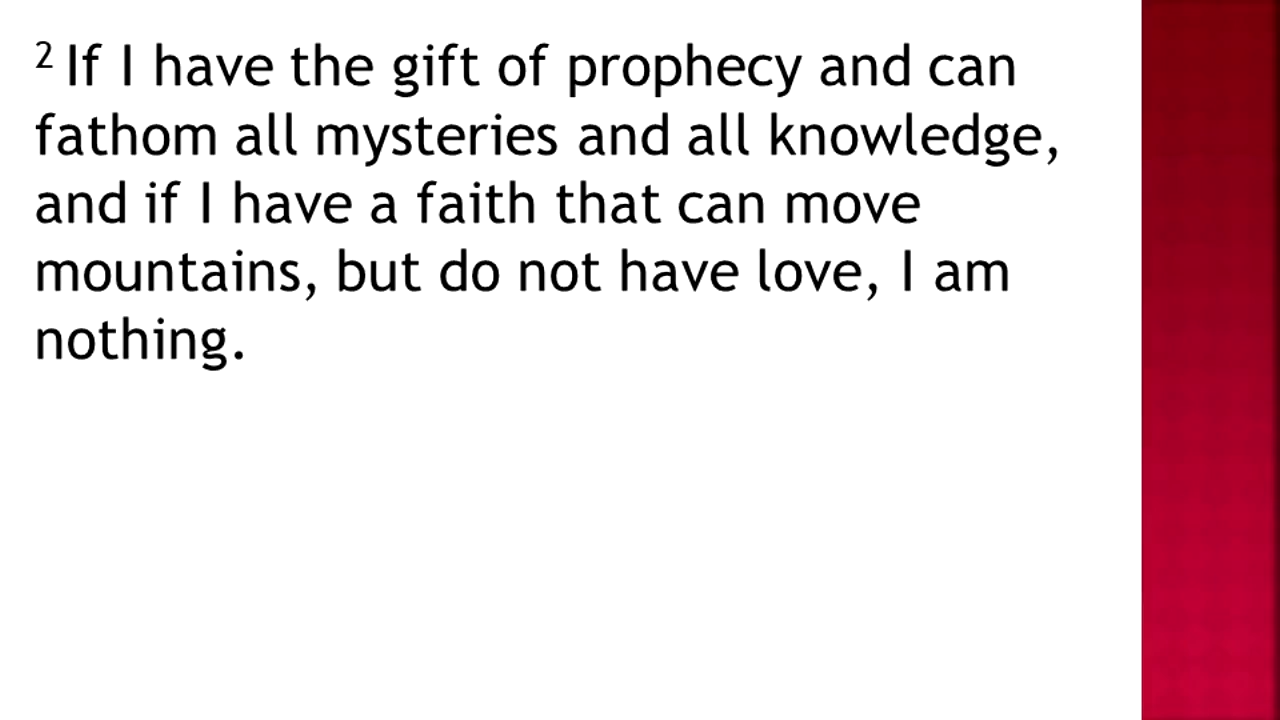 2 If I have the gift of prophecy and can
fathom all mysteries and all knowledge,
and if I have a faith that can move
mountains, but do not have love, I am
nothing.